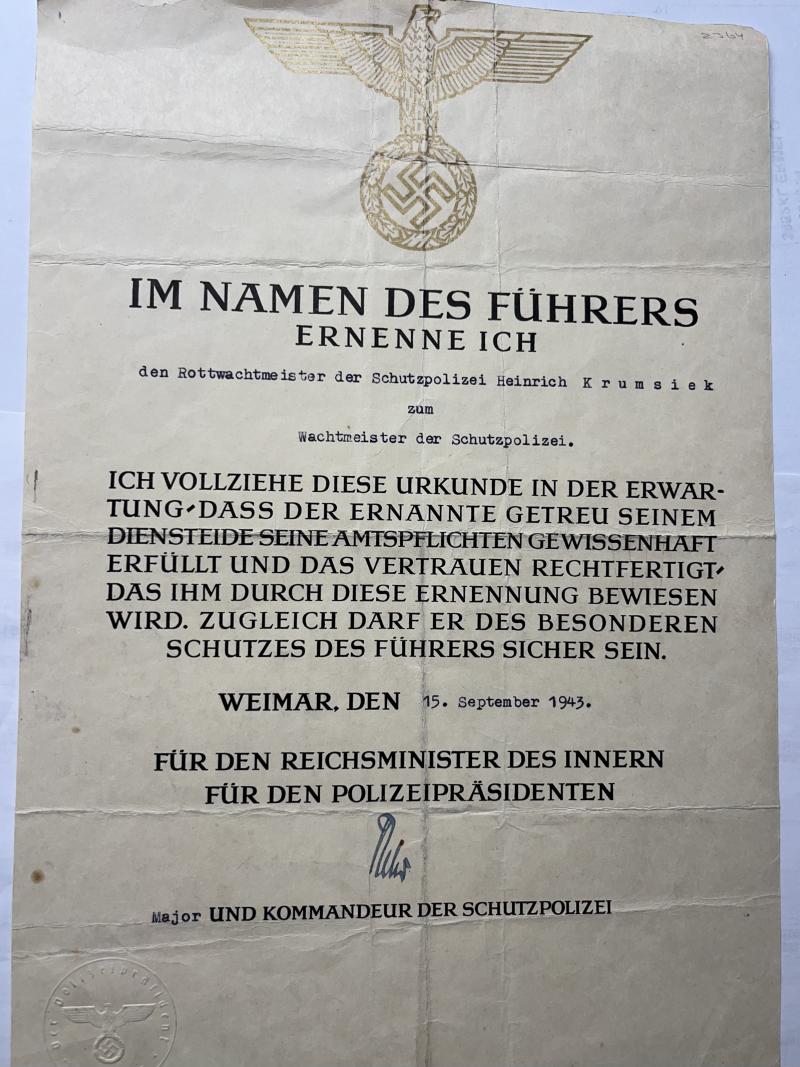 2364
IM NAMEN DES FÜHRERS
ERNENNE ICH
den Rottwachtmeister der Schutzpolizei Heinrich K r u m s i e k
zum
Wachtmeister der Schutzpolizei.
ICH VOLLZIEHE DIESE URKUNDE IN DER ERWAR-
TUNG, DASS DER ERNANNTE GETREU SEINEM
DIENSTEIDE SEINE AMTSPFLICHTEN GEWISSENHAFT
ERFÜLLT UND DAS VERTRAUEN RECHTFERTIGT,
DAS IHM DURCH DIESE ERNENNUNG BEWIESEN
WIRD. ZUGLEICH DARF ER DES BESONDEREN
SCHUTZES DES FÜHRERS SICHER SEIN.
WEIMAR, DEN 15. September 1943.
FÜR DEN REICHSMINISTER DES INNERN
FÜR DEN POLIZEIPRÄSIDENTEN
Major UND KOMMANDEUR DER SCHUTZPOLIZEI
Der Polizeipräsident